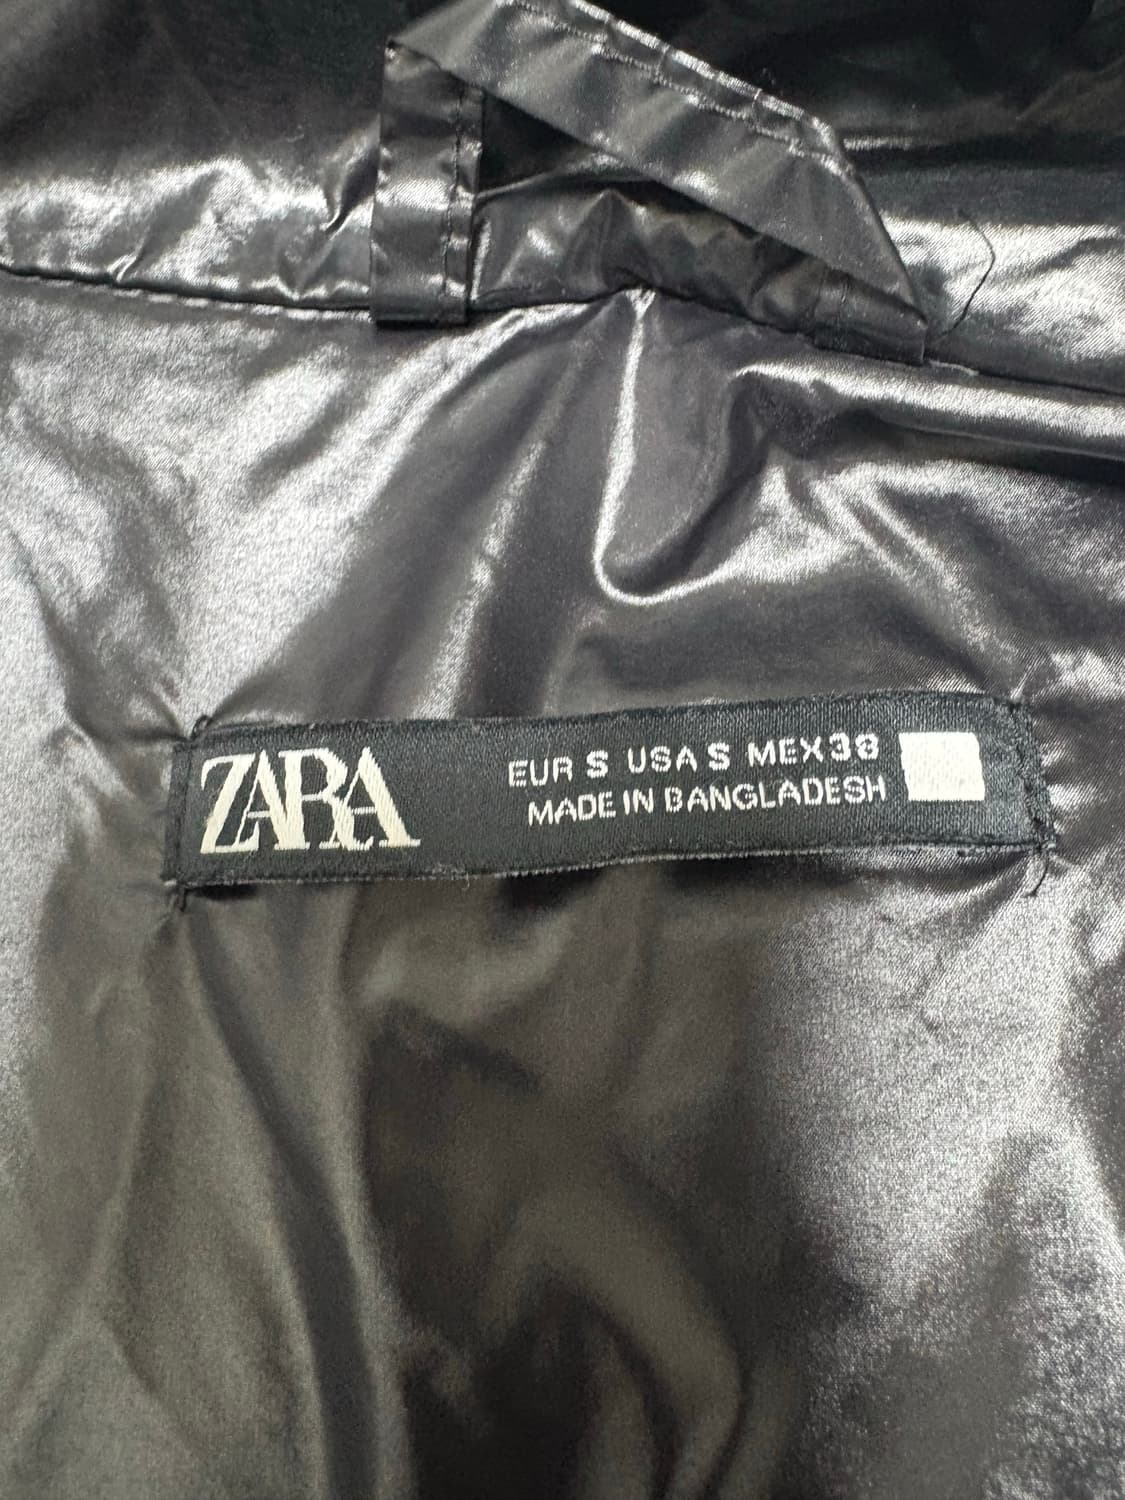 ZARA
EUR S USA S MEX 38
MADE IN BANGLADESH